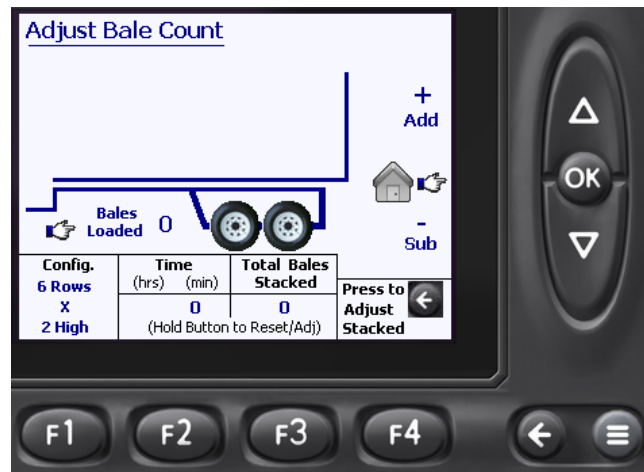 Adjust Bale Count
+
Add
OK
Bales
Loaded 0
-
Sub
Config.
6 Rows
X
2 High
Time
(hrs) (min)
0
Total Bales
Stacked
0
(Hold Button to Reset/Adj)
Press to
Adjust
Stacked
F1
F2
F3
F4